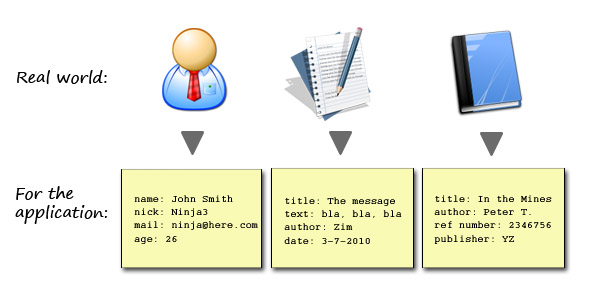 Real world:
For the
application:
name: John Smith
nick: Ninja3
mail: ninja@here.com
age: 26
title: The message
text: bla, bla, bla
author: Zim
date: 3-7-2010
title: In the Mines
author: Peter T.
ref number: 2346756
publisher: YZ